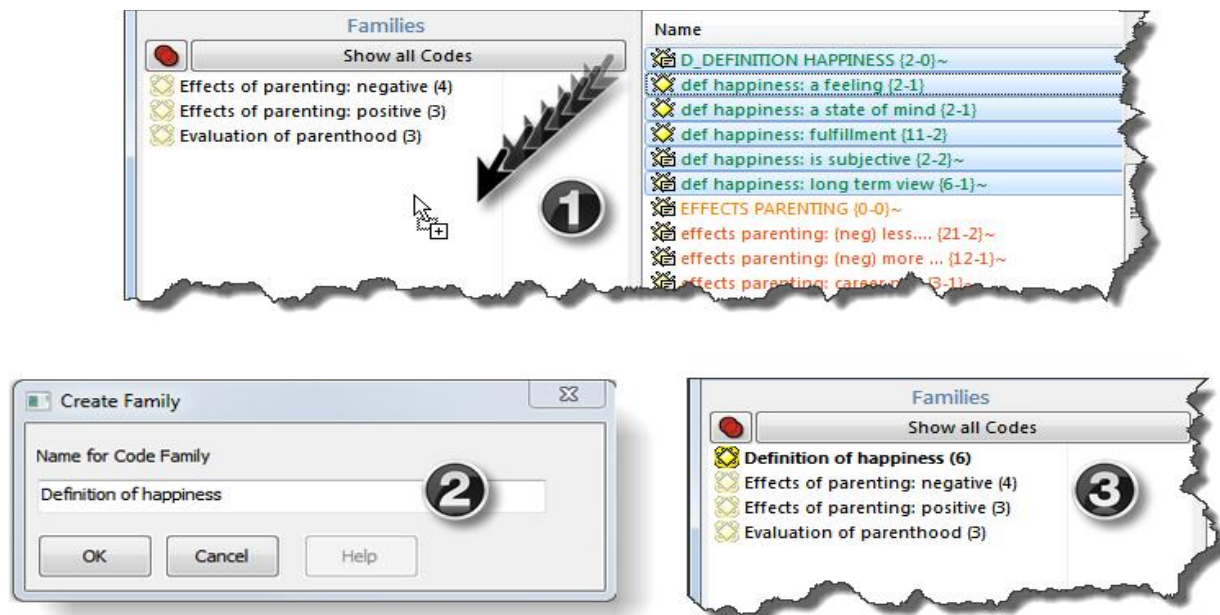 Families
Show all Codes
Effects of parenting: negative (4)
Effects of parenting: positive (3)
Evaluation of parenthood (3)
1
Name
D_DEFINITION HAPPINESS {2-0}~
def happiness: a feeling {2-1}
def happiness: a state of mind {2-1}
def happiness: fulfillment {11-2}
def happiness: is subjective {2-2}~
def happiness: long term view {6-1}~
EFFECTS PARENTING {0-0}~
effects parenting: (neg) less.... {21-2}~
effects parenting: (neg) more ... {12-1}~
effects parenting: career
Create Family
Name for Code Family
Definition of happiness
2
OK
Cancel
Help
Families
Show all Codes
Definition of happiness (6)
Effects of parenting: negative (4)
Effects of parenting: positive (3)
Evaluation of parenthood (3)
3